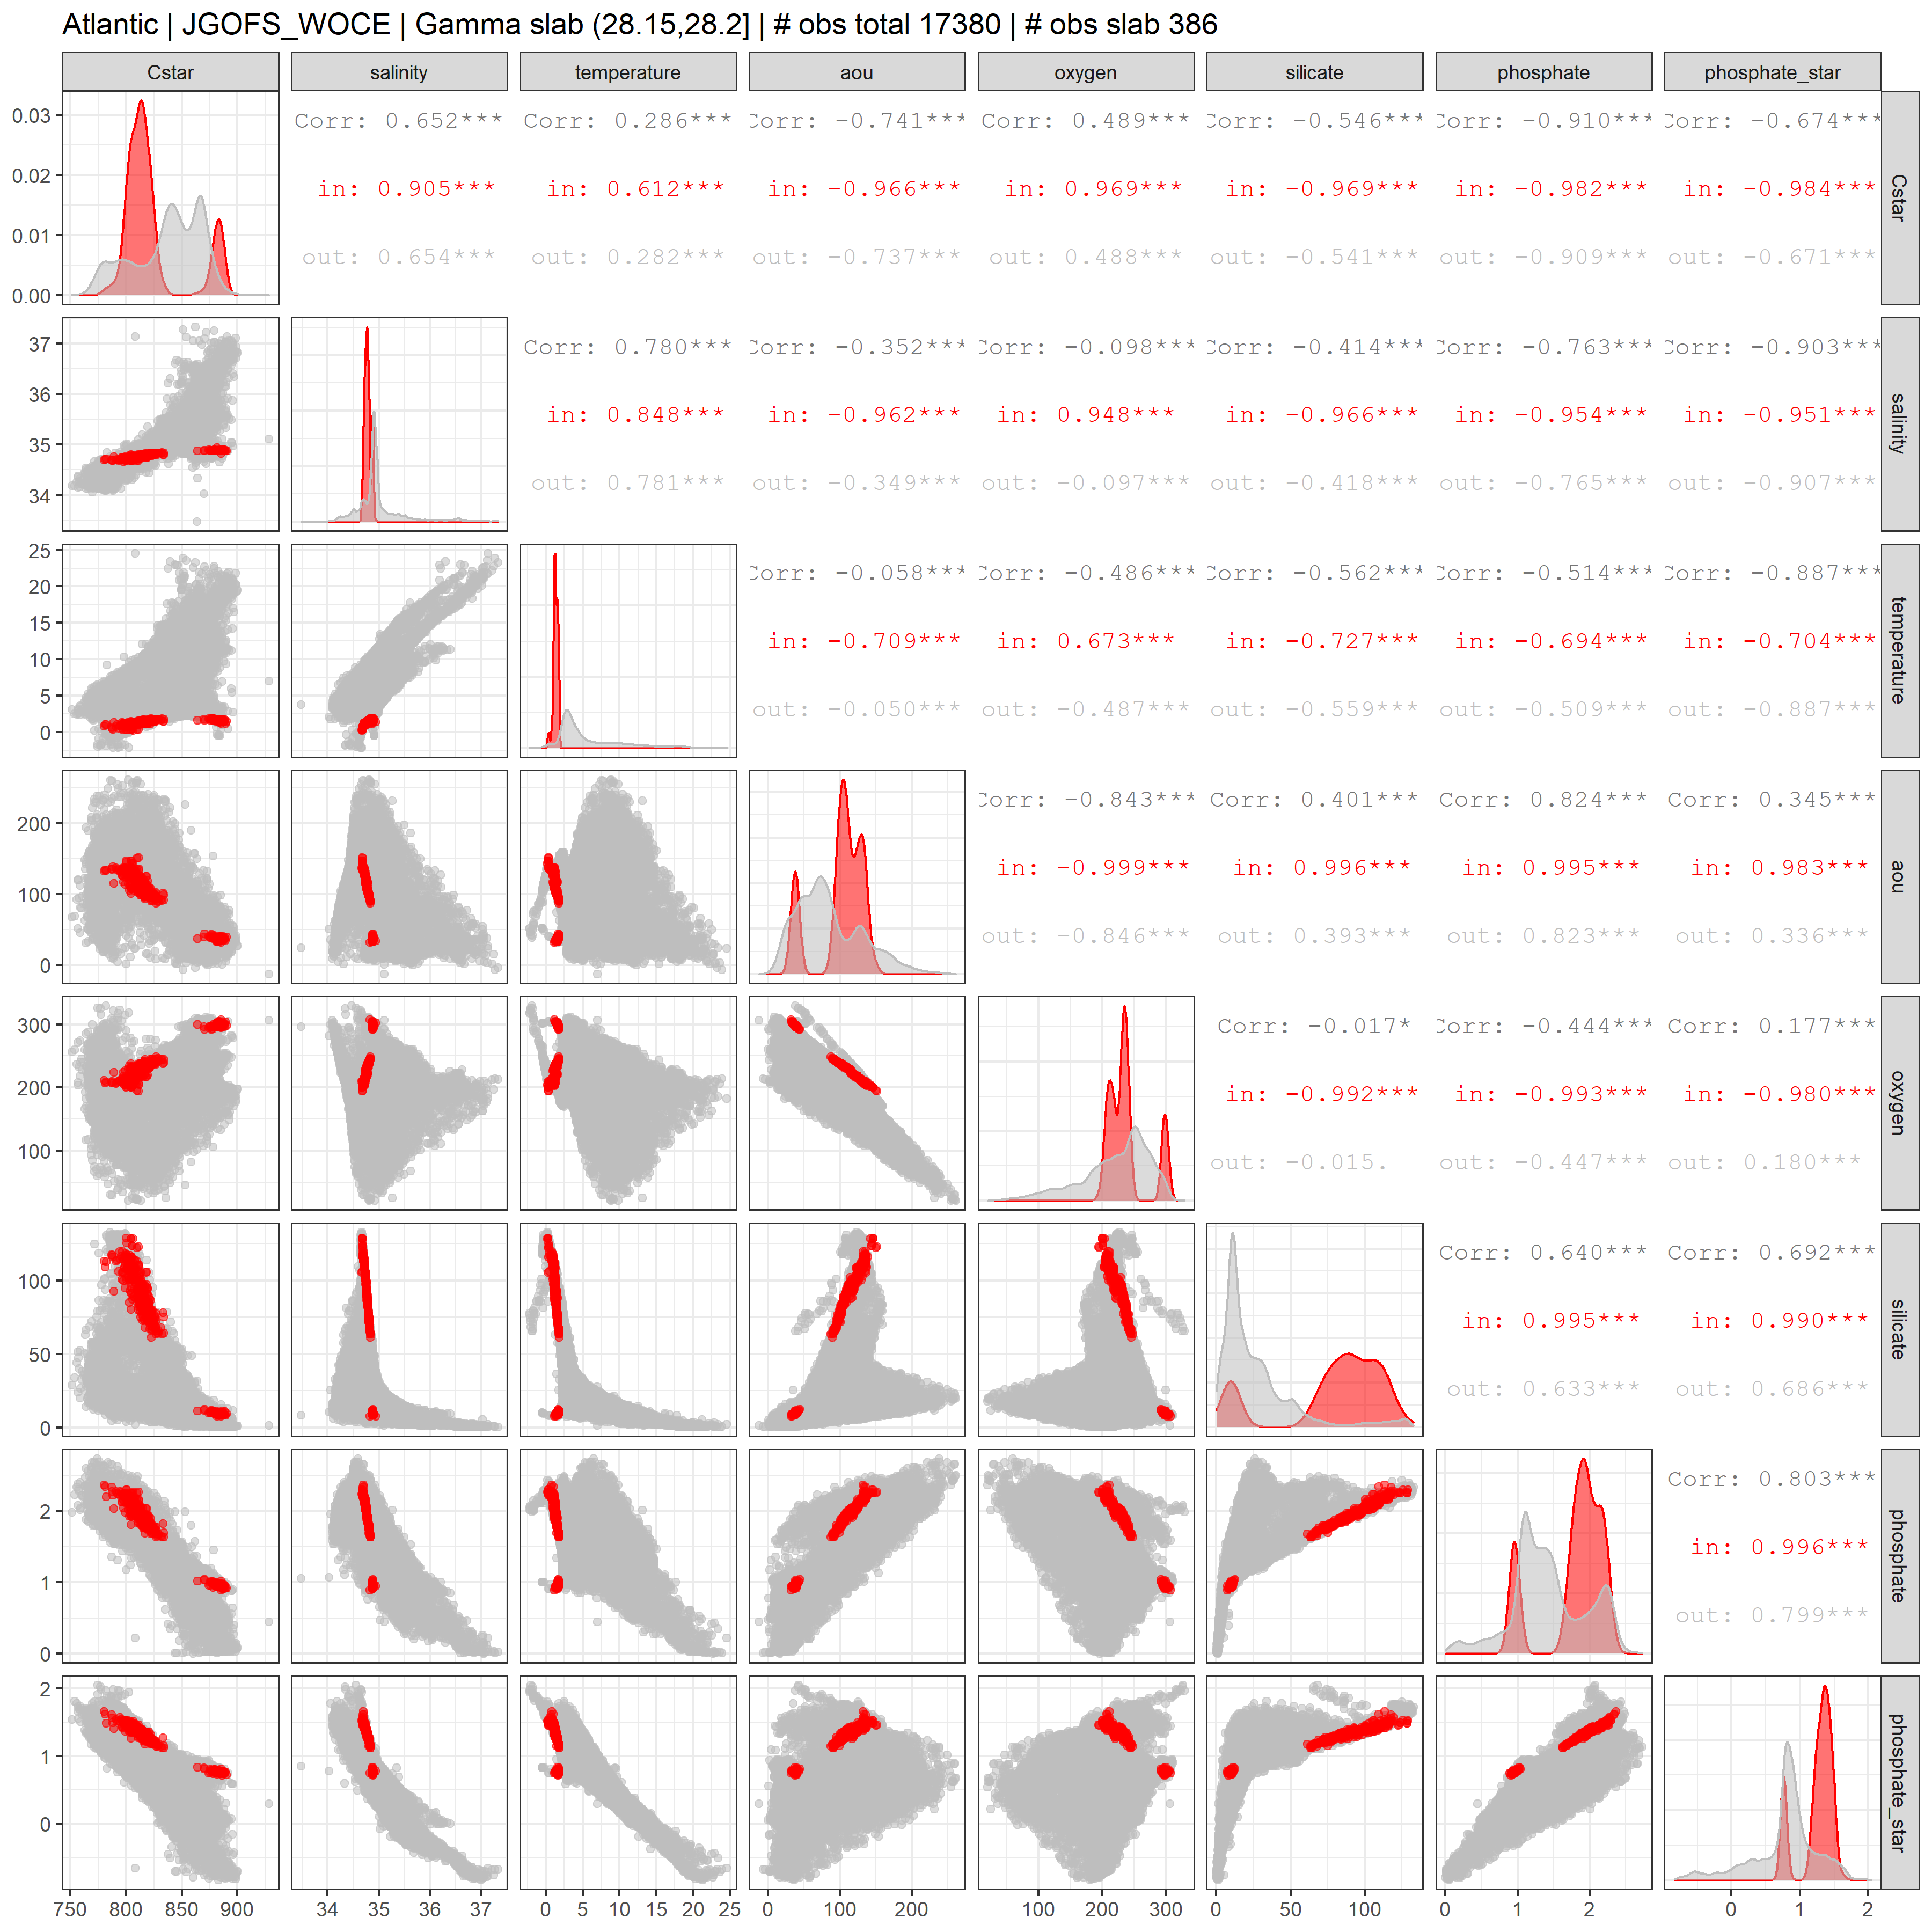 Atlantic | JGOFS_WOCE | Gamma slab (28.15,28.2] | # obs total 17380 | # obs slab 386
Cstar salinity temperature aou oxygen silicate phosphate phosphate_star
0.03 Corr: 0.652*** Corr: 0.286*** Corr: -0.741*** Corr: 0.489*** Corr: -0.546*** Corr: -0.910*** Corr: -0.674***
0.02 in: 0.905*** in: 0.612*** in: -0.966*** in: 0.969*** in: -0.969*** in: -0.982*** in: -0.984*** Cstar
0.01 out: 0.654*** out: 0.282*** out: -0.737*** out: 0.488*** out: -0.541*** out: -0.909*** out: -0.671***
0.00
37 Corr: 0.780*** Corr: -0.352*** Corr: -0.098*** Corr: -0.414*** Corr: -0.763*** Corr: -0.903***
36
35 in: 0.848*** in: -0.962*** in: 0.948*** in: -0.966*** in: -0.954*** in: -0.951*** salinity
34 out: 0.781*** out: -0.349*** out: -0.097*** out: -0.418*** out: -0.765*** out: -0.907***
25
20 Corr: -0.058*** Corr: -0.486*** Corr: -0.562*** Corr: -0.514*** Corr: -0.887***
15
10 in: -0.709*** in: 0.673*** in: -0.727*** in: -0.694*** in: -0.704*** temperature
5 out: -0.050*** out: -0.487*** out: -0.559*** out: -0.509*** out: -0.887***
0
200 Corr: -0.843*** Corr: 0.401*** Corr: 0.824*** Corr: 0.345***
100 in: -0.999*** in: 0.996*** in: 0.995*** in: 0.983*** aou
0 out: -0.846*** out: 0.393*** out: 0.823*** out: 0.336***
300 Corr: -0.017* Corr: -0.444*** Corr: 0.177***
200 in: -0.992*** in: -0.993*** in: -0.980*** oxygen
100 out: -0.015. out: -0.447*** out: 0.180***
100 Corr: 0.640*** Corr: 0.692***
50 in: 0.995*** in: 0.990*** silicate
0 out: 0.633*** out: 0.686***
2 Corr: 0.803***
1 in: 0.996*** phosphate
0 out: 0.799***
2
1 phosphate_star
0
750 800 850 900 34 35 36 37 0 5 10 15 20 25 0 100 200 100 200 300 0 50 100 0 1 2 0 1 2